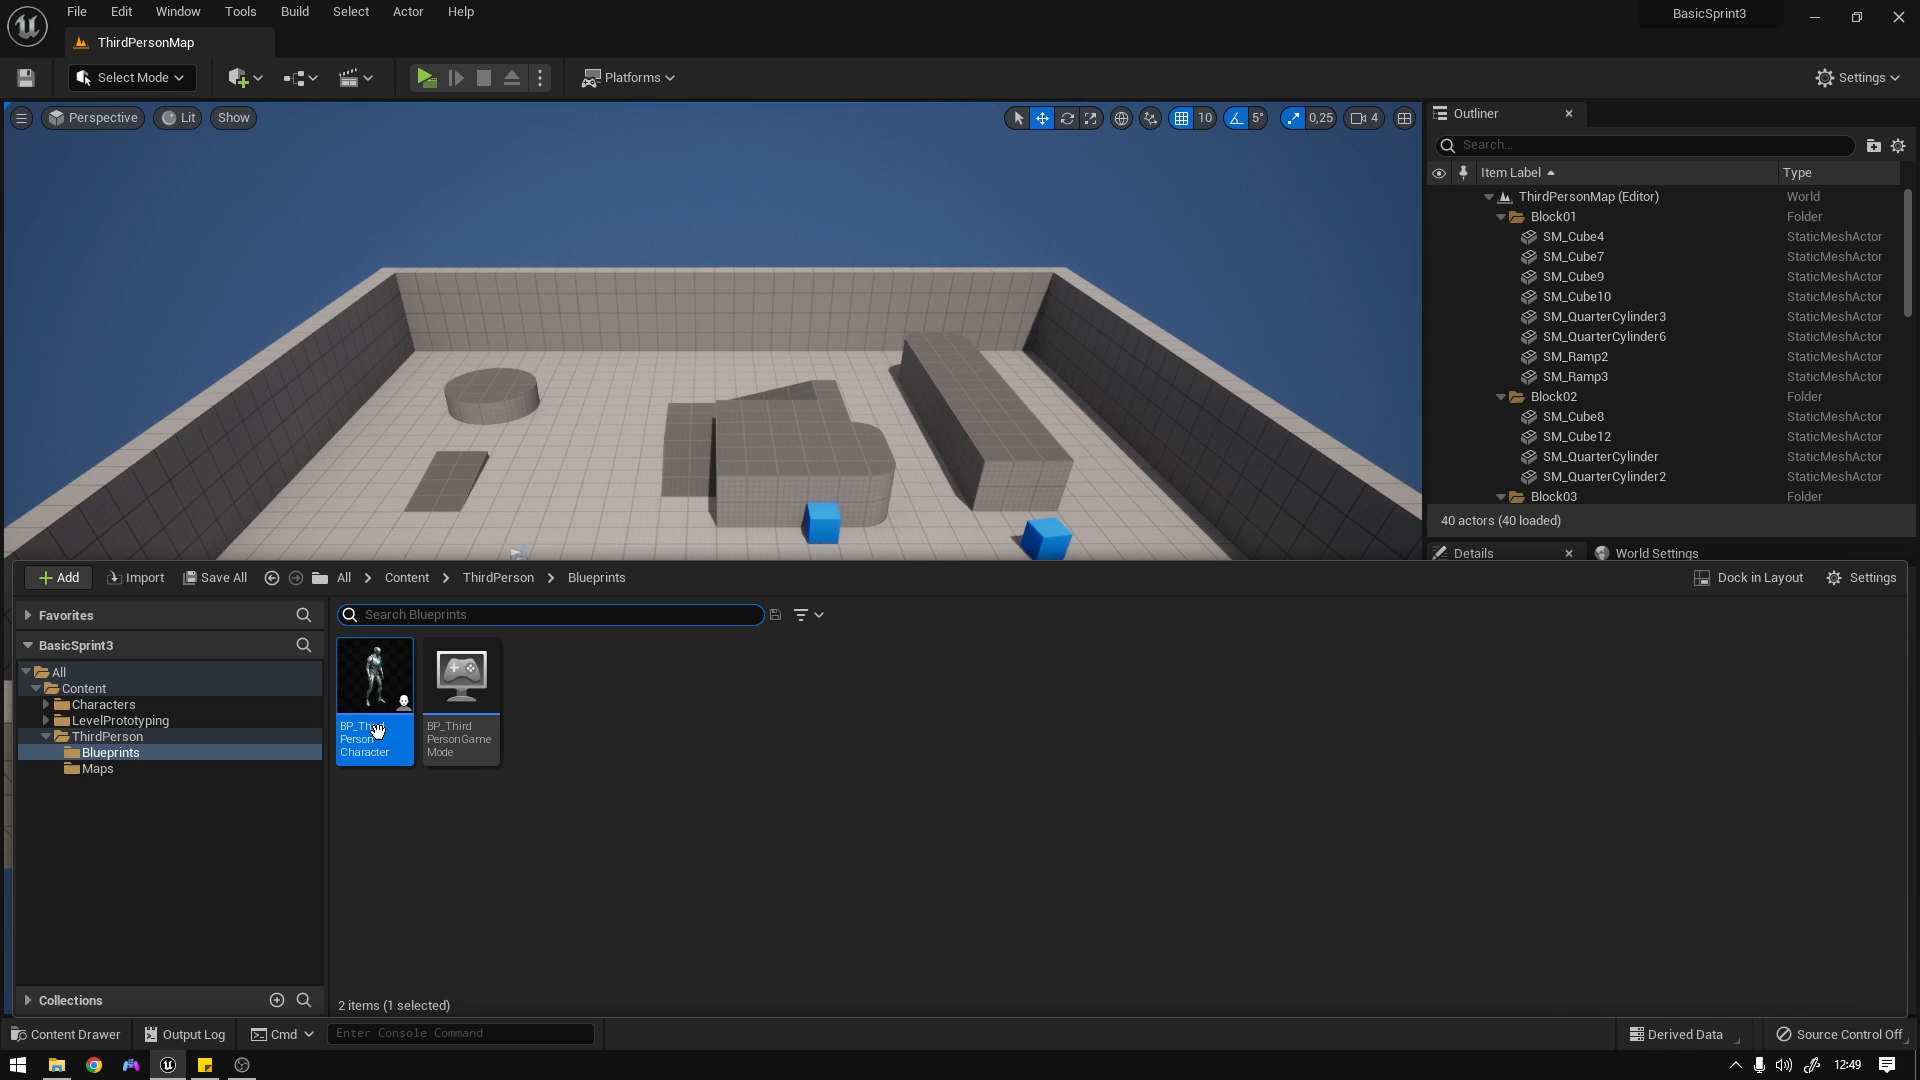 File Edit Window Tools Build Select Actor Help
BasicSprint3
ThirdPersonMap
Select Mode
Platforms
Settings
Perspective
Lit
Show
10
5°
0,25
4
Outliner
Search...
Item Label
Type
ThirdPersonMap (Editor) World
Block01 Folder
SM_Cube4 StaticMeshActor
SM_Cube7 StaticMeshActor
SM_Cube9 StaticMeshActor
SM_Cube10 StaticMeshActor
SM_QuarterCylinder3 StaticMeshActor
SM_QuarterCylinder6 StaticMeshActor
SM_Ramp2 StaticMeshActor
SM_Ramp3 StaticMeshActor
Block02 Folder
SM_Cube8 StaticMeshActor
SM_Cube12 StaticMeshActor
SM_QuarterCylinder StaticMeshActor
SM_QuarterCylinder2 StaticMeshActor
Block03 Folder
40 actors (40 loaded)
Details
World Settings
Add
Import
Save All
All > Content > ThirdPerson > Blueprints
Dock in Layout
Settings
Favorites
BasicSprint3
All
Content
Characters
LevelPrototyping
ThirdPerson
Blueprints
Maps
Collections
Search Blueprints
BP_Third
Person
Character
BP_Third
PersonGame
Mode
2 items (1 selected)
Content Drawer
Output Log
Cmd
Enter Console Command
Derived Data
Source Control Off
12:49